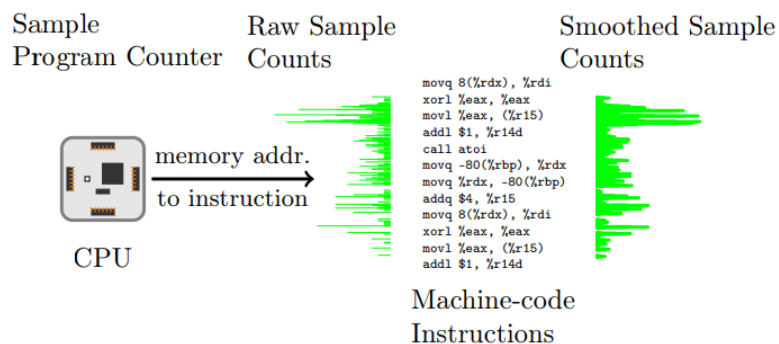 Sample
Program Counter
Raw Sample
Counts
Smoothed Sample
Counts
movq 8(%rdx), %rdi
xorl %eax, %eax
movl %eax, (%r15)
addl $1, %r14d
call atoi
movq -80(%rbp), %rdx
movq %rdx, -80(%rbp)
addq $4, %r15
movq 8(%rdx), %rdi
xorl %eax, %eax
movl %eax, (%r15)
addl $1, %r14d
memory addr.
to instruction
CPU
Machine-code
Instructions